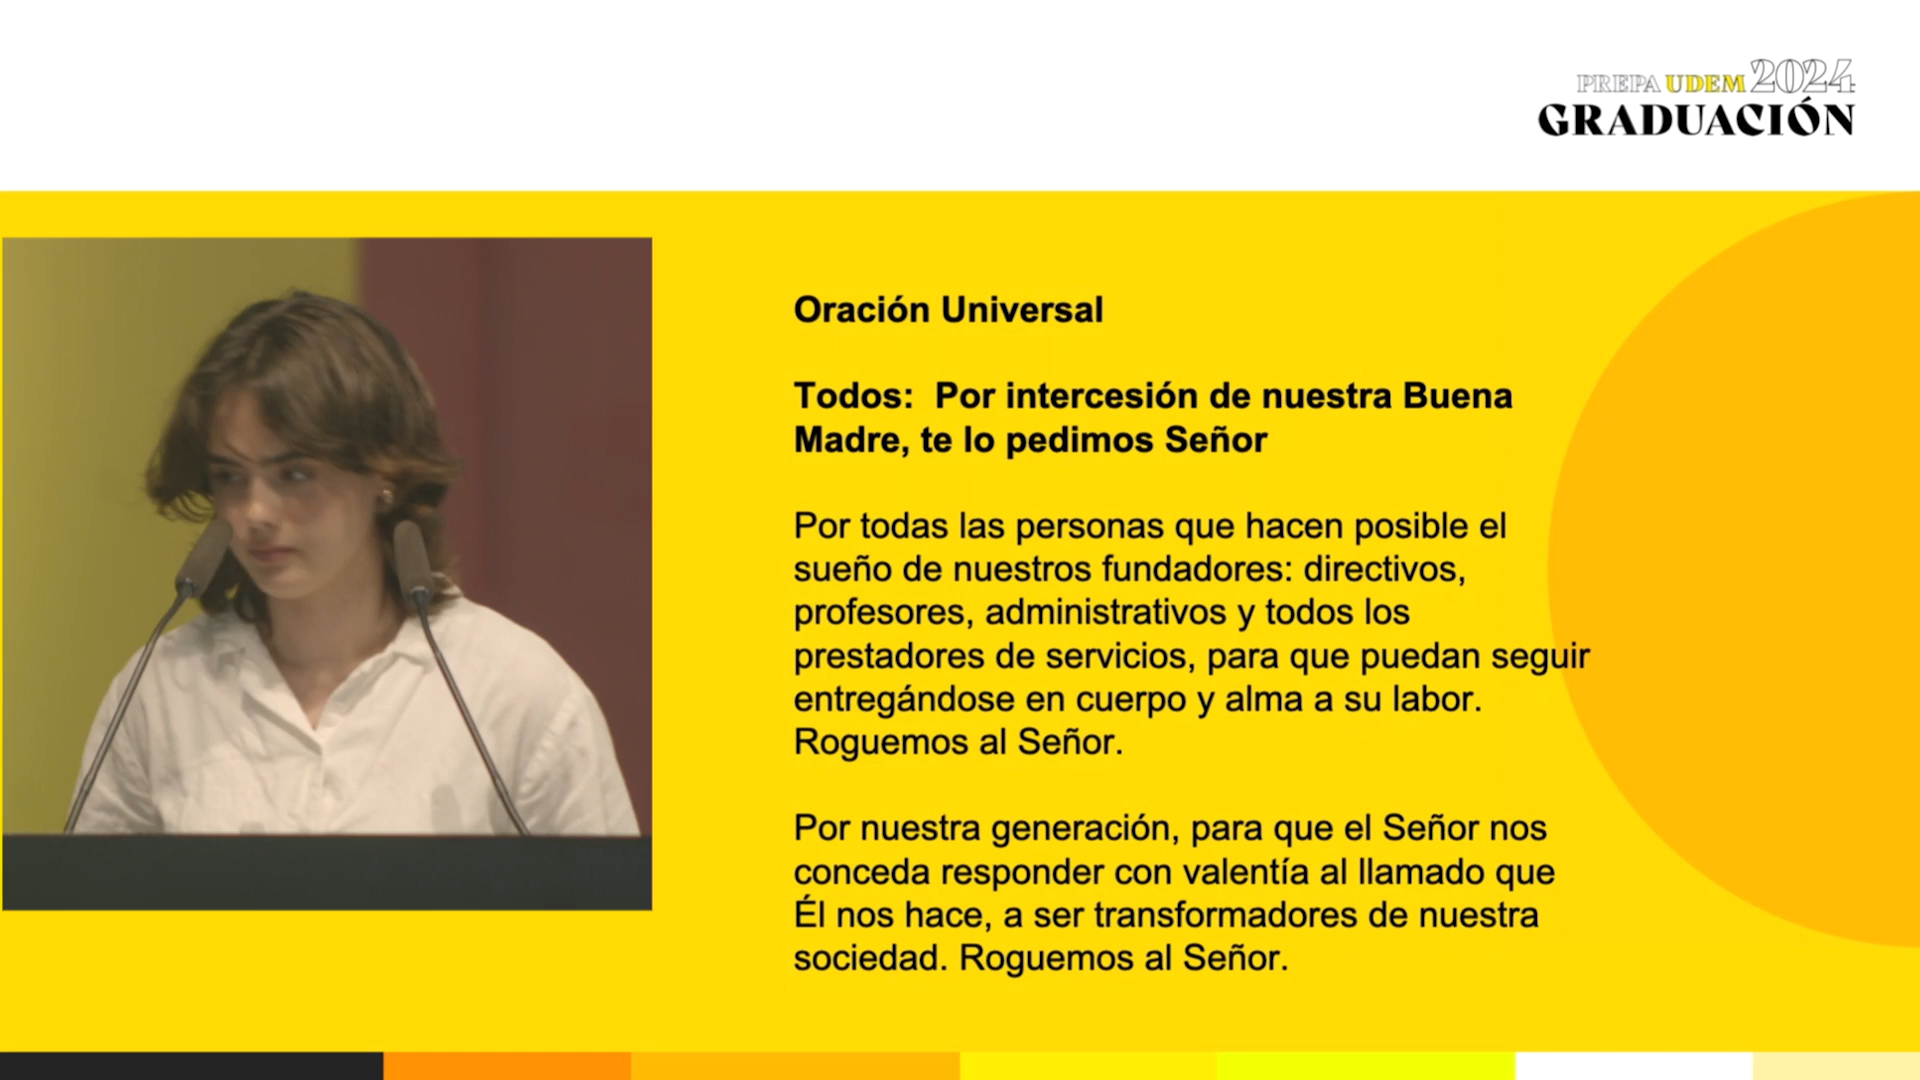 PREPA UDEM 2024
GRADUACIÓN
Oración Universal
Todos:  Por intercesión de nuestra Buena
Madre, te lo pedimos Señor
Por todas las personas que hacen posible el
sueño de nuestros fundadores: directivos,
profesores, administrativos y todos los
prestadores de servicios, para que puedan seguir
entregándose en cuerpo y alma a su labor.
Roguemos al Señor.
Por nuestra generación, para que el Señor nos
conceda responder con valentía al llamado que
Él nos hace, a ser transformadores de nuestra
sociedad. Roguemos al Señor.